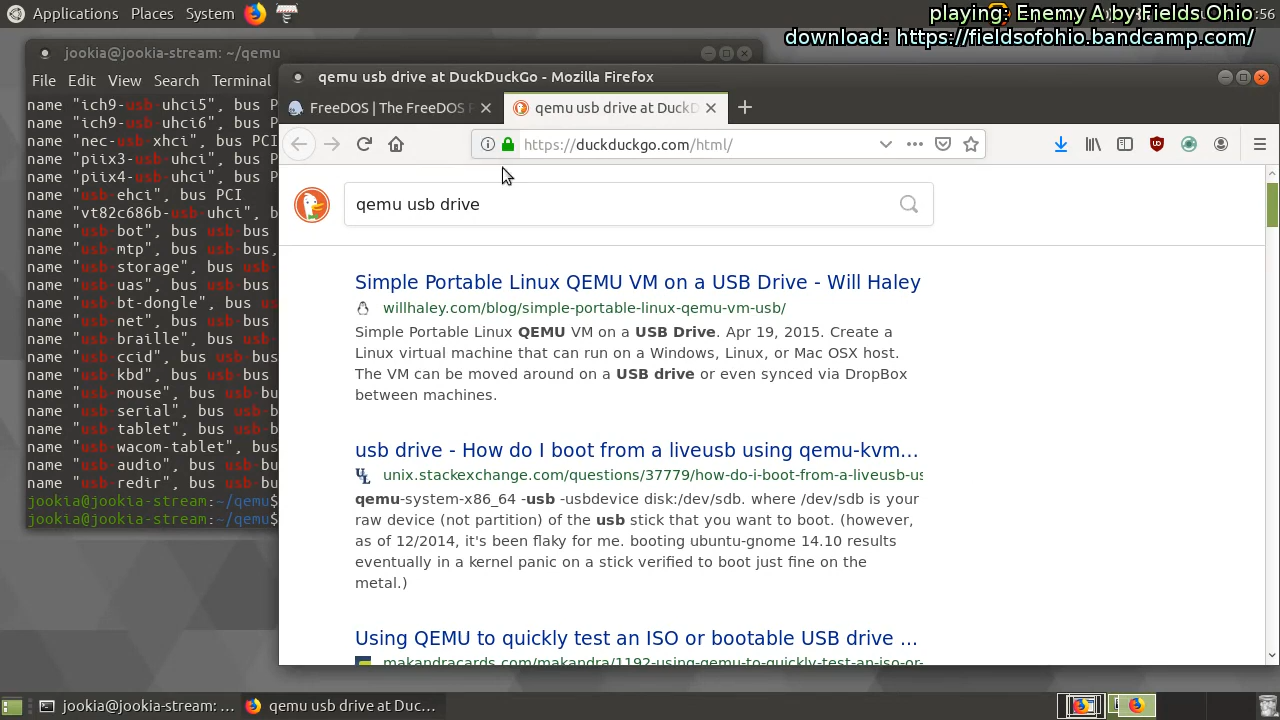 Applications Places System
playing: Enemy A by Fields Ohio
download: https://fieldsofohio.bandcamp.com/
:56
jookia@jookia-stream: ~/qemu
File Edit View Search Terminal
name "ich9-usb-uhci5", bus P
name "ich9-usb-uhci6", bus P
name "nec-usb-xhci", bus PCI
name "piix3-usb-uhci", bus P
name "piix4-usb-uhci", bus P
name "usb-ehci", bus PCI
name "vt82c686b-usb-uhci", b
name "usb-bot", bus usb-bus
name "usb-mtp", bus usb-bus,
name "usb-storage", bus usb-
name "usb-uas", bus usb-bus
name "usb-bt-dongle", bus us
name "usb-net", bus usb-bus
name "usb-braille", bus usb-
name "usb-ccid", bus usb-bus
name "usb-kbd", bus usb-bus
name "usb-mouse", bus usb-bu
name "usb-serial", bus usb-b
name "usb-tablet", bus usb-b
name "usb-wacom-tablet", bus
name "usb-audio", bus usb-bu
name "usb-redir", bus usb-bu
jookia@jookia-stream:~/qemu$
jookia@jookia-stream:~/qemu$
qemu usb drive at DuckDuckGo - Mozilla Firefox
FreeDOS | The FreeDOS P
qemu usb drive at DuckD
https://duckduckgo.com/html/
qemu usb drive
Simple Portable Linux QEMU VM on a USB Drive - Will Haley
willhaley.com/blog/simple-portable-linux-qemu-vm-usb/
Simple Portable Linux QEMU VM on a USB Drive. Apr 19, 2015. Create a
Linux virtual machine that can run on a Windows, Linux, or Mac OSX host.
The VM can be moved around on a USB drive or even synced via DropBox
between machines.
usb drive - How do I boot from a liveusb using qemu-kvm...
unix.stackexchange.com/questions/37779/how-do-i-boot-from-a-liveusb-us
qemu-system-x86_64 -usb -usbdevice disk:/dev/sdb. where /dev/sdb is your
raw device (not partition) of the usb stick that you want to boot. (however,
as of 12/2014, it's been flaky for me. booting ubuntu-gnome 14.10 results
eventually in a kernel panic on a stick verified to boot just fine on the
metal.)
Using QEMU to quickly test an ISO or bootable USB drive ...
makandracards.com/makandra/1192-using-qemu-to-quickly-test-an-iso-or-
jookia@jookia-stream: ...
qemu usb drive at Duc...